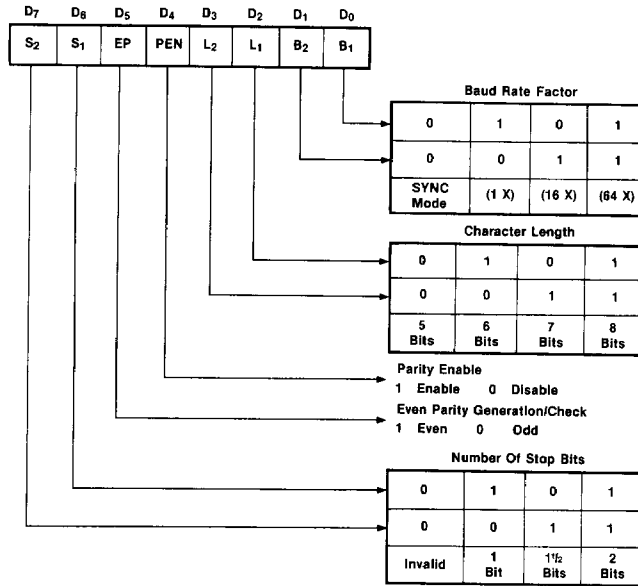 D7 D6 D5 D4 D3 D2 D1 D0
S2 S1 EP PEN L2 L1 B2 B1
Baud Rate Factor
0 1 0 1
0 0 1 1
SYNC Mode (1 X) (16 X) (64 X)
Character Length
0 1 0 1
0 0 1 1
5 Bits 6 Bits 7 Bits 8 Bits
Parity Enable
1 Enable 0 Disable
Even Parity Generation/Check
1 Even 0 Odd
Number Of Stop Bits
0 1 0 1
0 0 1 1
Invalid 1 Bit 1½ Bits 2 Bits